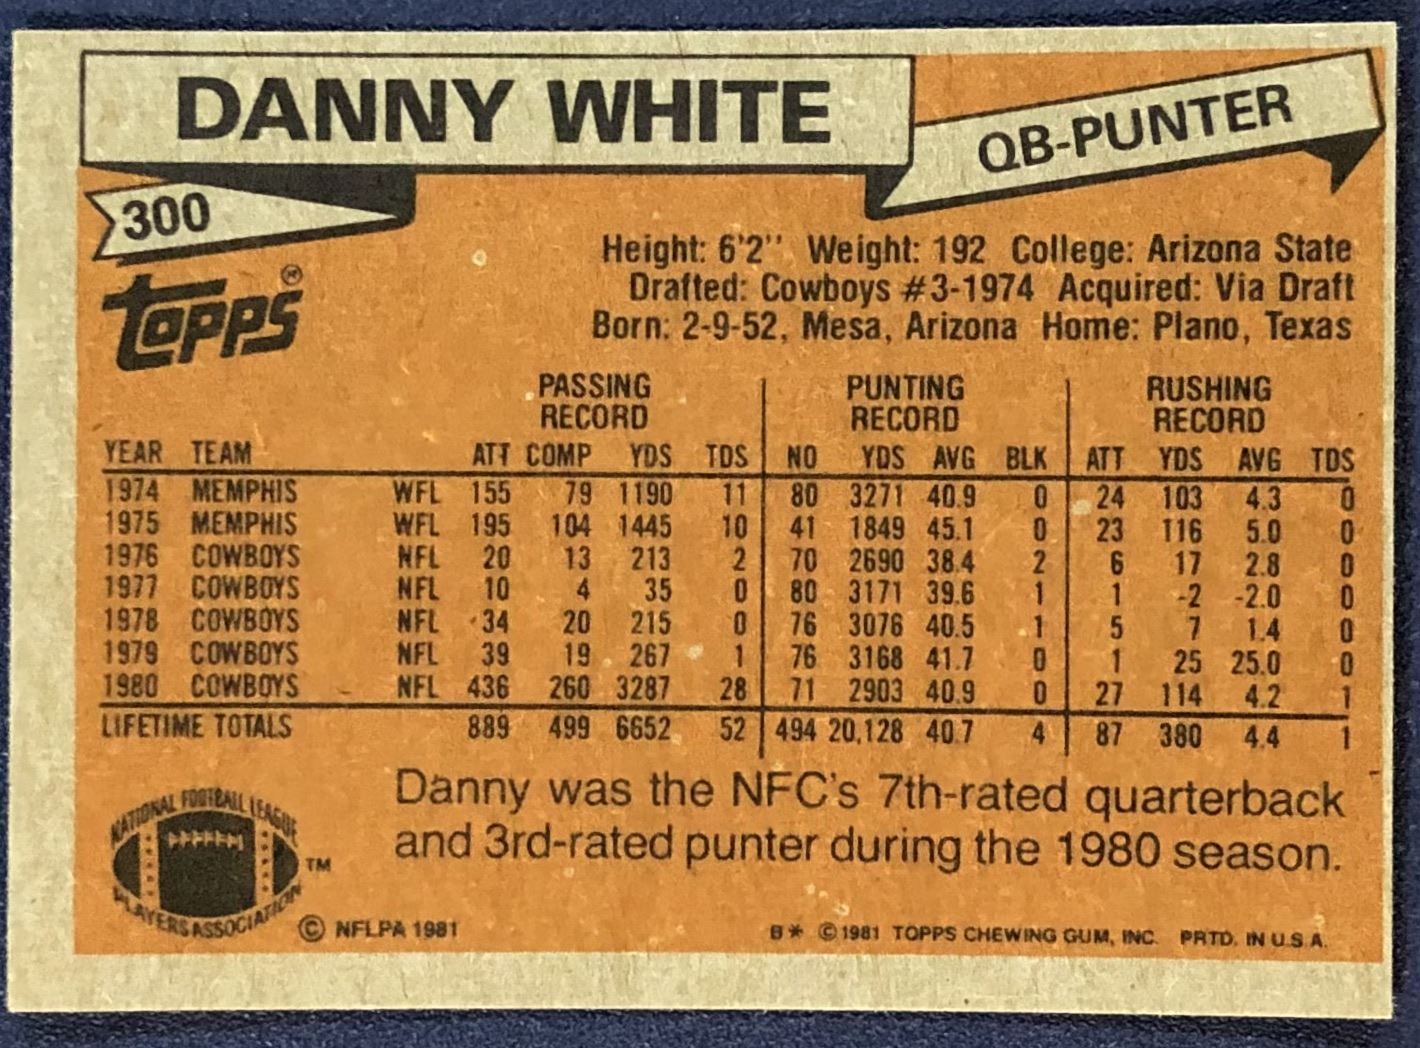 DANNY WHITE
QB-PUNTER
300
TOPPS®
Height: 6'2'' Weight: 192 College: Arizona State
Drafted: Cowboys #3-1974 Acquired: Via Draft
Born: 2-9-52, Mesa, Arizona Home: Plano, Texas
PASSING RECORD PUNTING RECORD RUSHING RECORD
YEAR TEAM ATT COMP YDS TDS NO YDS AVG BLK ATT YDS AVG TDS
1974 MEMPHIS WFL 155 79 1190 11 80 3271 40.9 0 24 103 4.3 0
1975 MEMPHIS WFL 195 104 1445 10 41 1849 45.1 0 23 116 5.0 0
1976 COWBOYS NFL 20 13 213 2 70 2690 38.4 2 6 17 2.8 0
1977 COWBOYS NFL 10 4 35 0 80 3171 39.6 1 1 -2 -2.0 0
1978 COWBOYS NFL 34 20 215 0 76 3076 40.5 1 5 7 1.4 0
1979 COWBOYS NFL 39 19 267 1 76 3168 41.7 0 1 25 25.0 0
1980 COWBOYS NFL 436 260 3287 28 71 2903 40.9 0 27 114 4.2 1
LIFETIME TOTALS 889 499 6652 52 494 20,128 40.7 4 87 380 4.4 1
Danny was the NFC's 7th-rated quarterback
and 3rd-rated punter during the 1980 season.
NATIONAL FOOTBALL LEAGUE
PLAYERS ASSOCIATION
TM
© NFLPA 1981
B* © 1981 TOPPS CHEWING GUM, INC. PRTD. IN U.S.A.